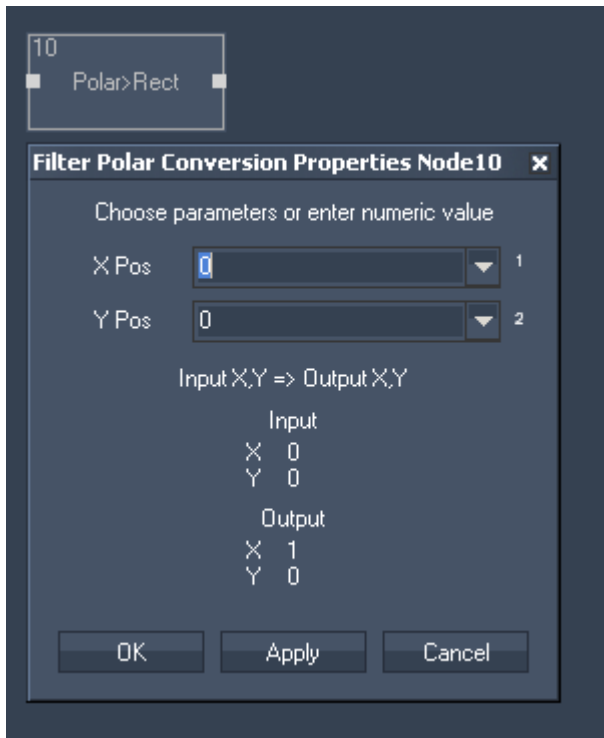 10
Polar>Rect
Filter Polar Conversion Properties Node10 x
Choose parameters or enter numeric value
X Pos 0 1
Y Pos 0 2
Input X,Y => Output X,Y
Input
X 0
Y 0
Output
X 1
Y 0
OK Apply Cancel